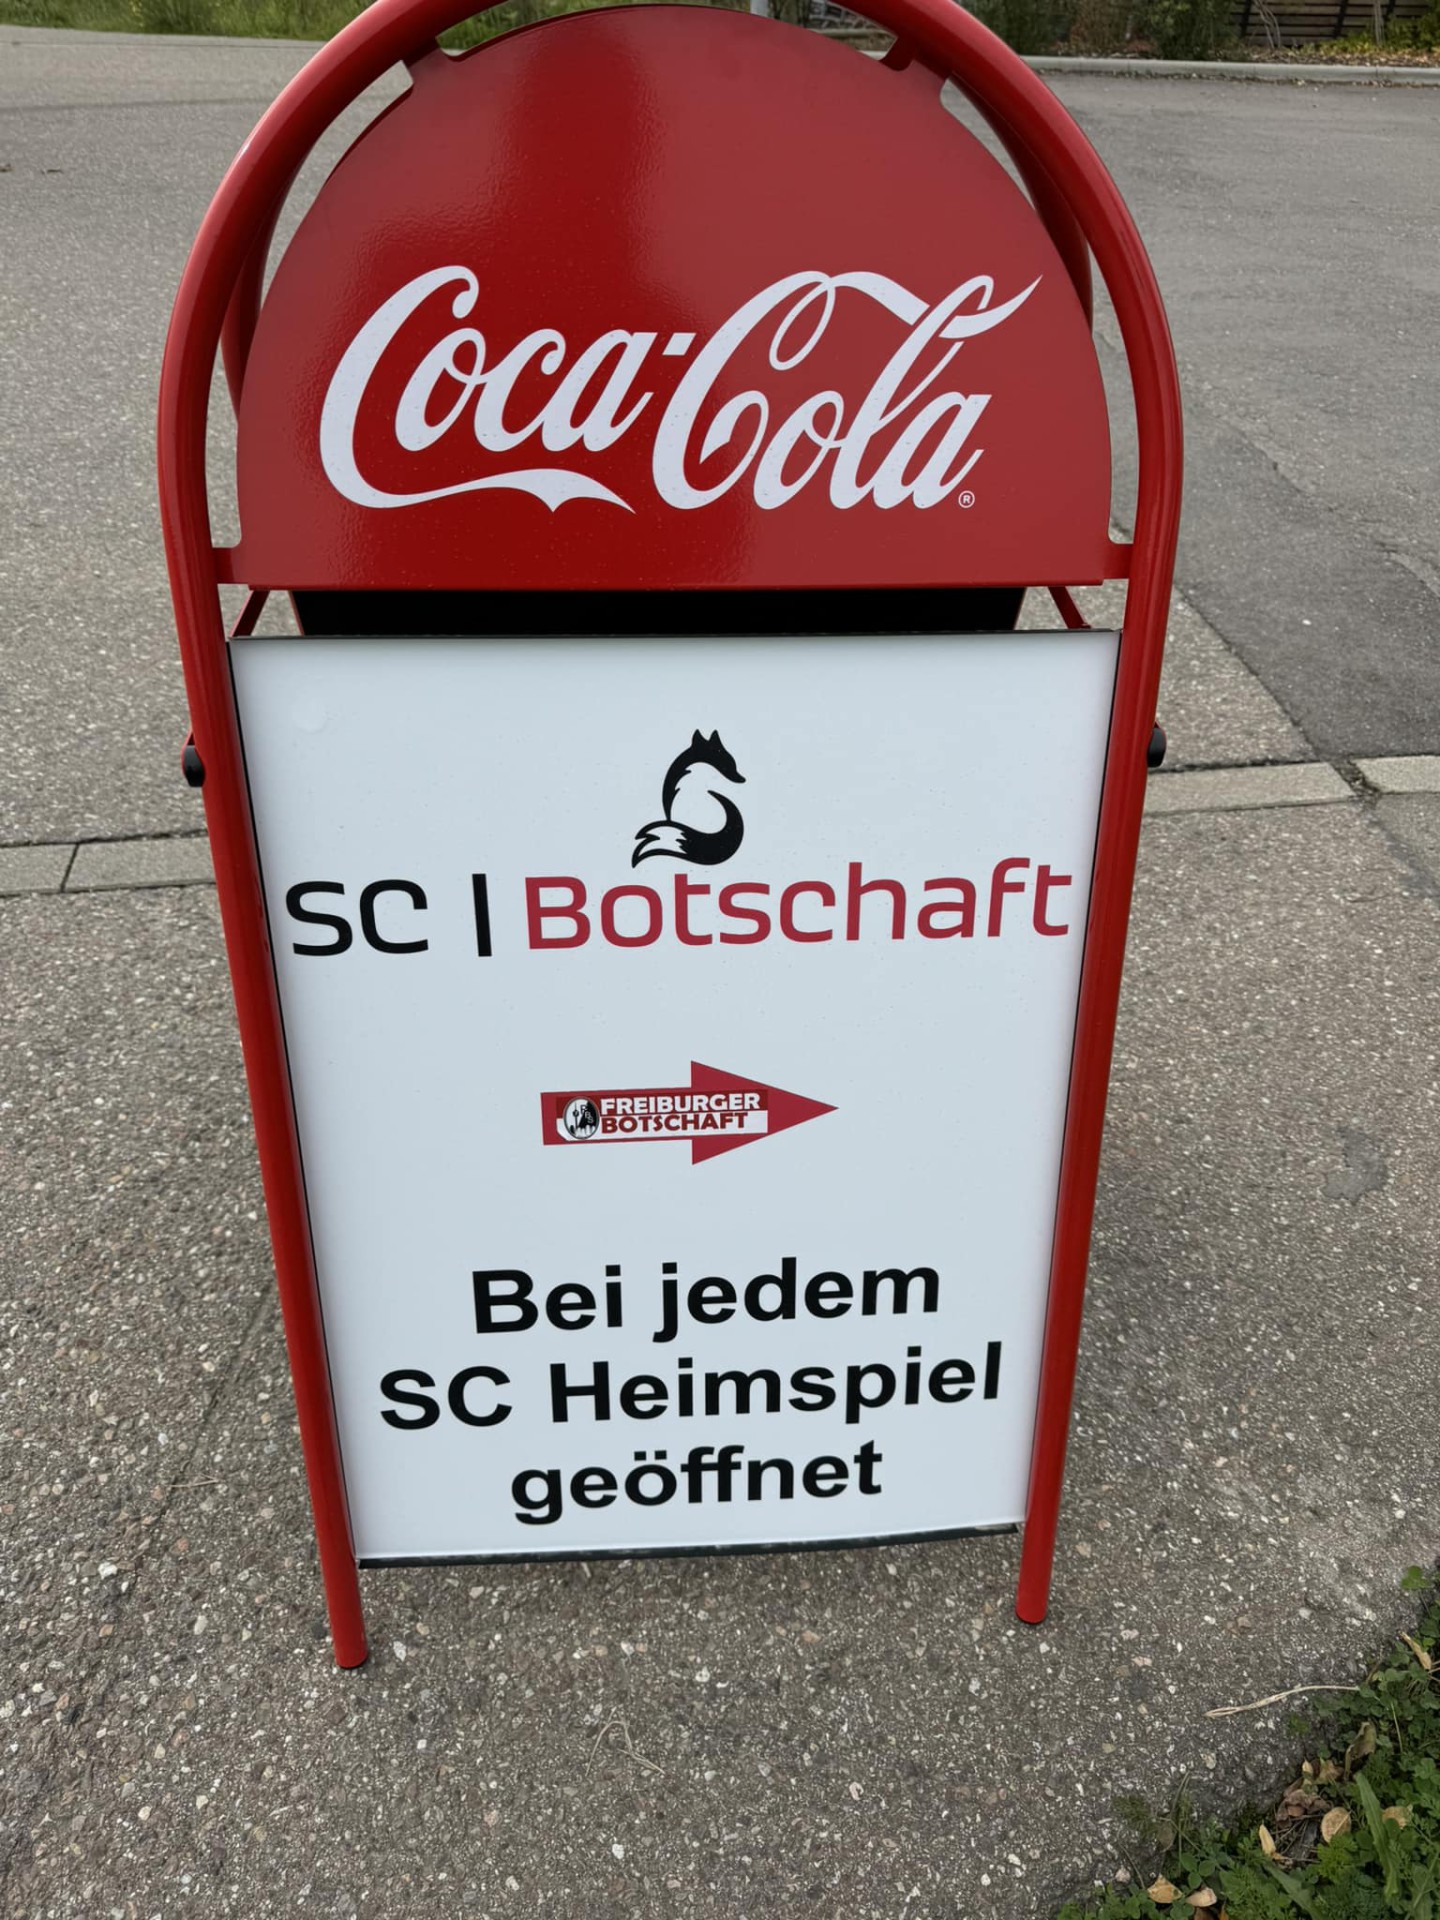 Coca-Cola
®
SC | Botschaft
FREIBURGER
BOTSCHAFT
Bei jedem
SC Heimspiel
geöffnet